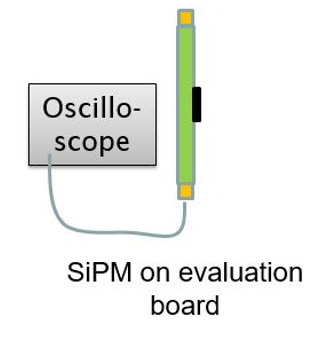 Oscillo-
scope
SiPM on evaluation
board